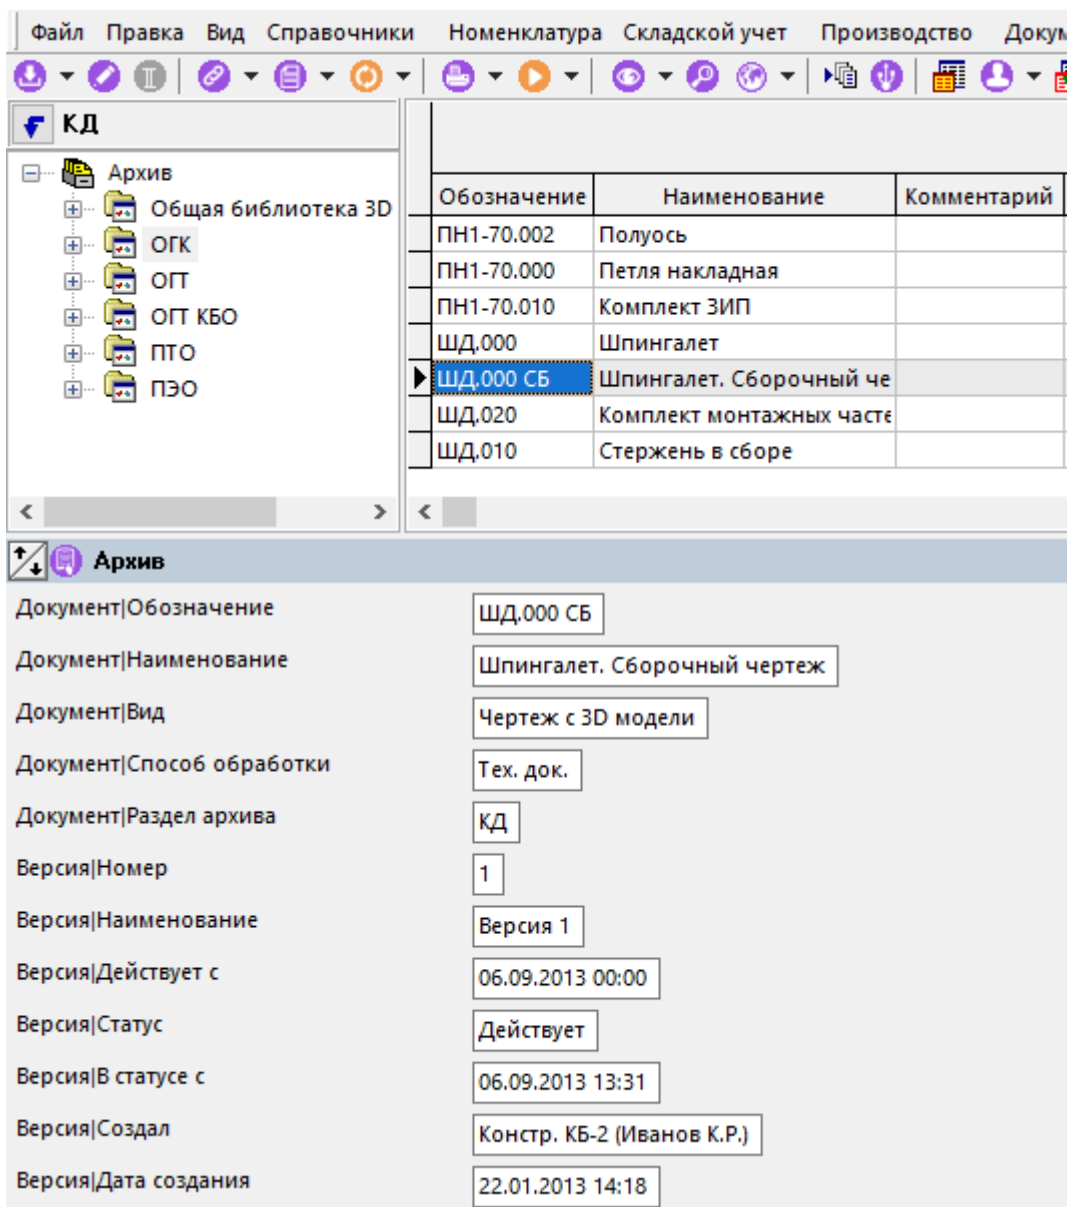 Файл Правка Вид Справочники Номенклатура Складской учет Производство Докум
КД
Архив
Общая библиотека 3D
ОГК
ОГТ
ОГТ КБО
ПТО
ПЭО
Обозначение Наименование Комментарий
ПН1-70.002 Полуось
ПН1-70.000 Петля накладная
ПН1-70.010 Комплект ЗИП
ШД.000 Шпингалет
ШД.000 СБ Шпингалет. Сборочный че
ШД.020 Комплект монтажных часте
ШД.010 Стержень в сборе
Архив
Документ|Обозначение ШД.000 СБ
Документ|Наименование Шпингалет. Сборочный чертеж
Документ|Вид Чертеж с 3D модели
Документ|Способ обработки Тех. док.
Документ|Раздел архива КД
Версия|Номер 1
Версия|Наименование Версия 1
Версия|Действует с 06.09.2013 00:00
Версия|Статус Действует
Версия|В статусе с 06.09.2013 13:31
Версия|Создал Констр. КБ-2 (Иванов К.Р.)
Версия|Дата создания 22.01.2013 14:18